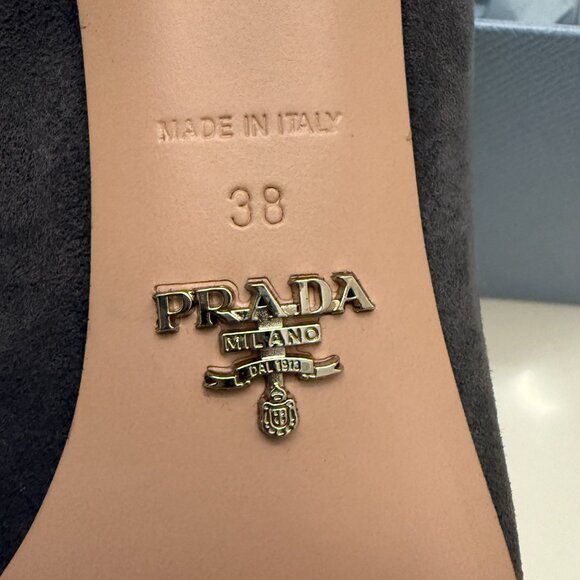 MADE IN ITALY
38
PRADA
MILANO
DAL 1913